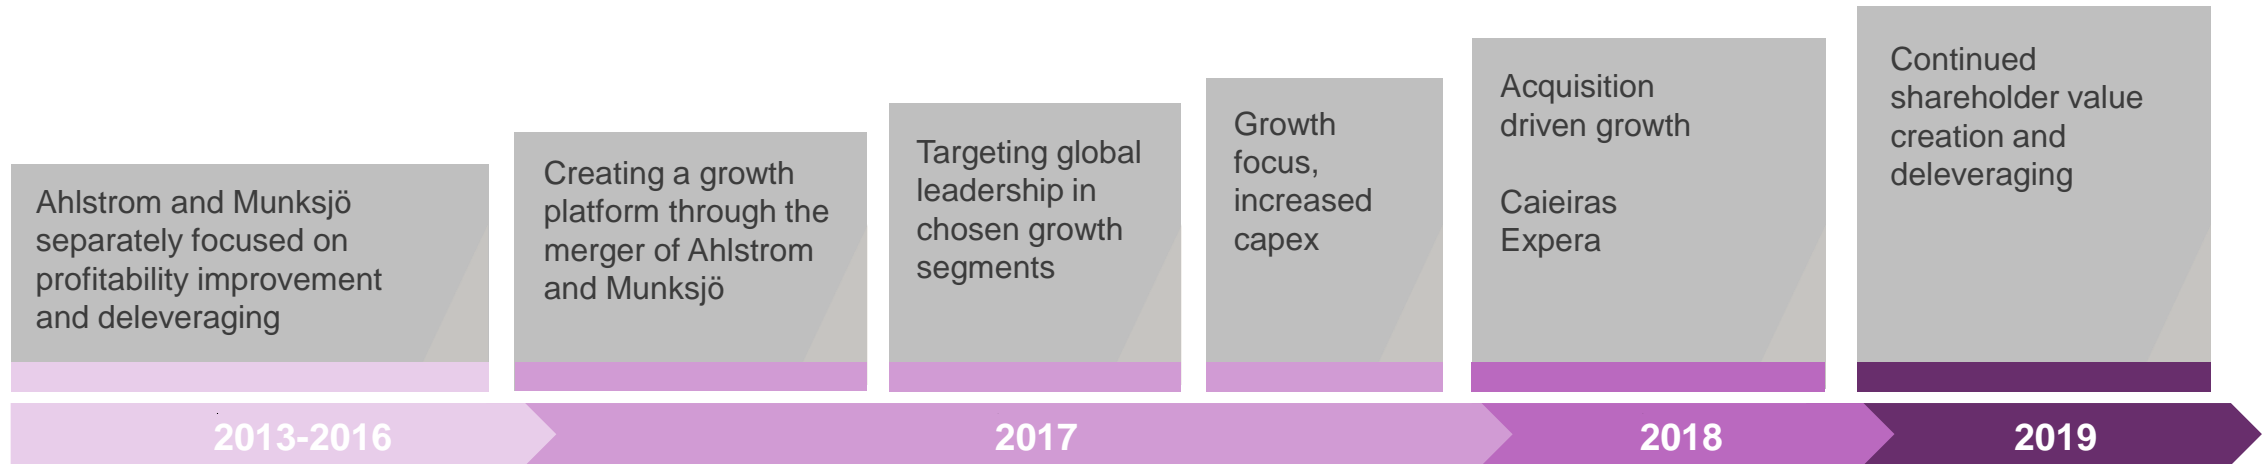 Ahlstrom and Munksjö
separately focused on
profitability improvement
and deleveraging
Creating a growth
platform through the
merger of Ahlstrom
and Munksjö
Targeting global
leadership in
chosen growth
segments
Growth
focus,
increased
capex
Acquisition
driven growth
Caieiras
Expera
Continued
shareholder value
creation and
deleveraging
2013-2016
2017
2018
2019